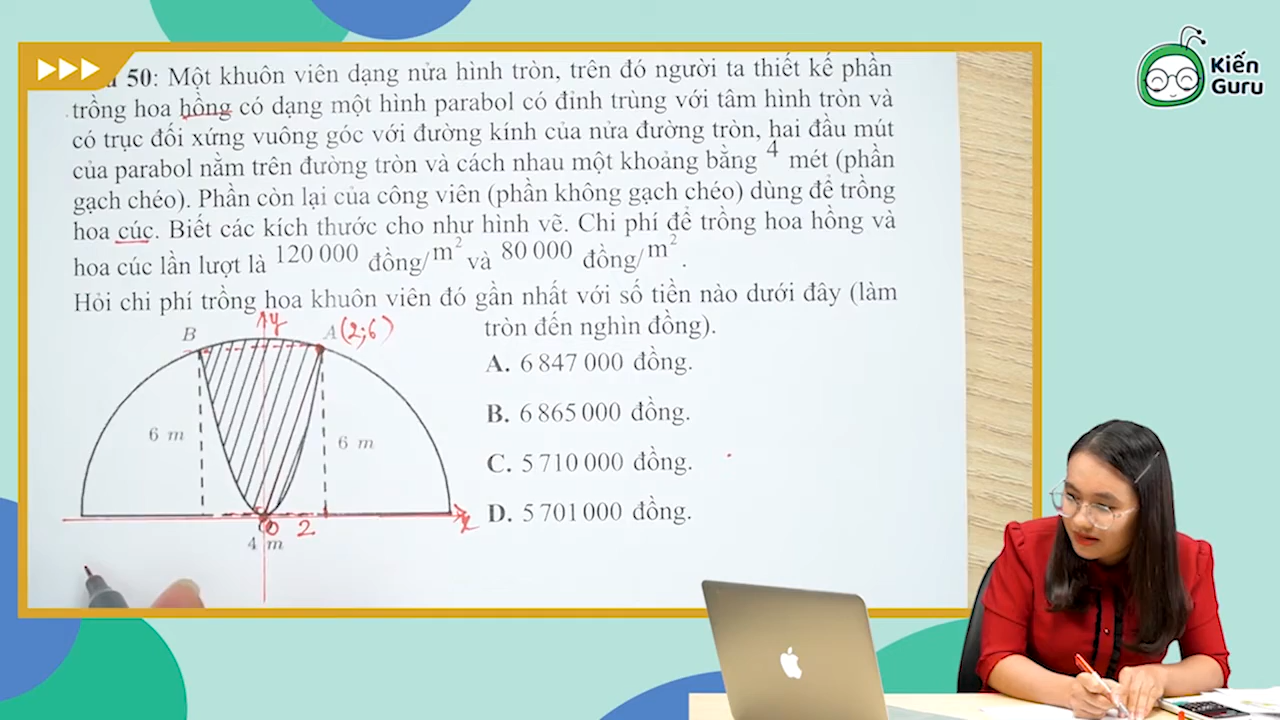 50: Một khuôn viên dạng nửa hình tròn, trên đó người ta thiết kế phần
trồng hoa hồng có dạng một hình parabol có đỉnh trùng với tâm hình tròn và
có trục đối xứng vuông góc với đường kính của nửa đường tròn, hai đầu mút
của parabol nằm trên đường tròn và cách nhau một khoảng bằng 4 mét (phần
gạch chéo). Phần còn lại của công viên (phần không gạch chéo) dùng để trồng
hoa cúc. Biết các kích thước cho như hình vẽ. Chi phí để trồng hoa hồng và
hoa cúc lần lượt là 120 000 đồng/m² và 80 000 đồng/m².
Hỏi chi phí trồng hoa khuôn viên đó gần nhất với số tiền nào dưới đây (làm
tròn đến nghìn đồng).
B y A (2;6)
6 m 6 m
O 2 x
4 m
A. 6 847 000 đồng.
B. 6 865 000 đồng.
C. 5 710 000 đồng.
D. 5 701 000 đồng.
Kiến
Guru